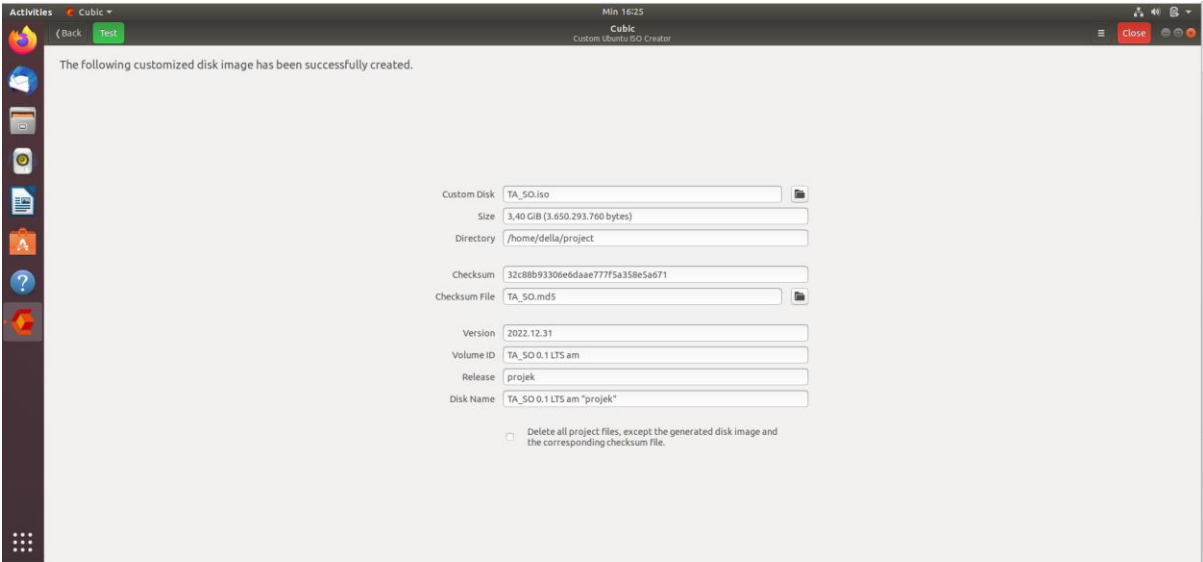 Activities Cubic Min 16:25
Back Test Cubic Close
Custom Ubuntu ISO Creator
The following customized disk image has been successfully created.
Custom Disk TA_SO.iso
Size 3,40 GiB (3.650.293.760 bytes)
Directory /home/della/project
Checksum 32c88b93306e6daae777f5a358e5a671
Checksum File TA_SO.md5
Version 2022.12.31
Volume ID TA_SO 0.1 LTS am
Release projek
Disk Name TA_SO 0.1 LTS am "projek"
Delete all project files, except the generated disk image and
the corresponding checksum file.